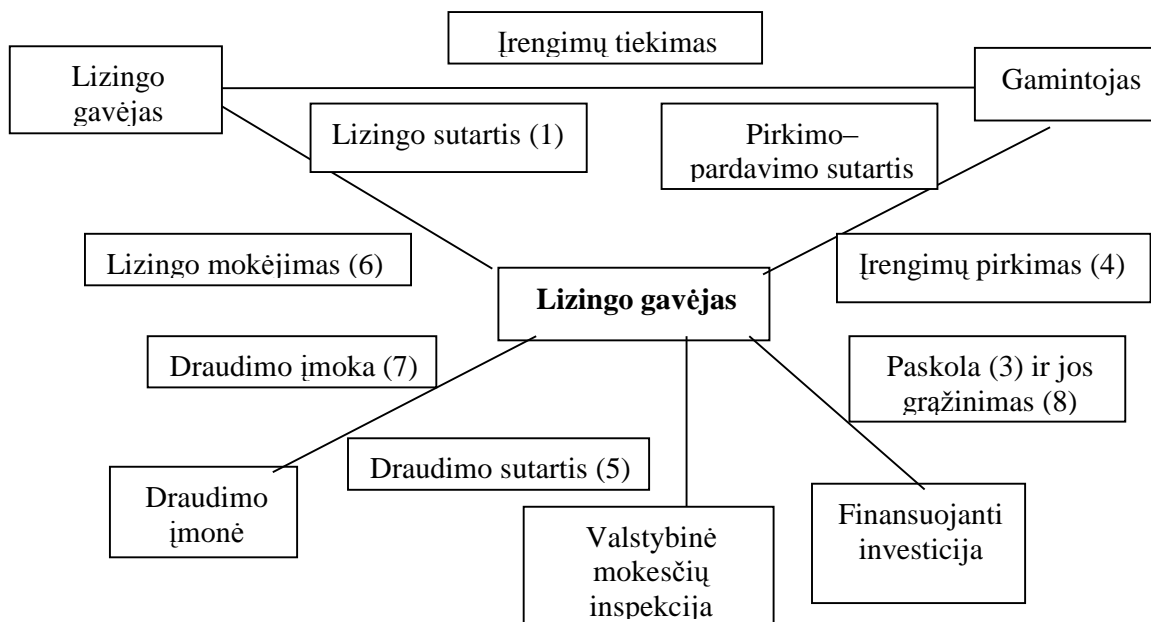 Įrengimų tiekimas
Lizingo
gavėjas
Gamintojas
Lizingo sutartis (1)
Pirkimo–
pardavimo sutartis
Lizingo mokėjimas (6)
Įrengimų pirkimas (4)
Lizingo gavėjas
Draudimo įmoka (7)
Paskola (3) ir jos
grąžinimas (8)
Draudimo sutartis (5)
Draudimo
įmonė
Valstybinė
mokesčių
inspekcija
Finansuojanti
investicija